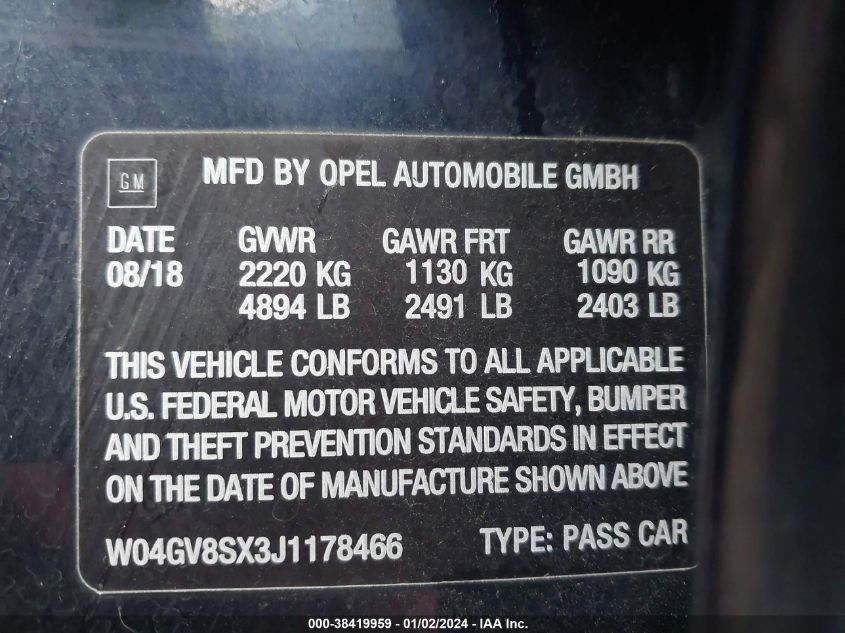 GM
MFD BY OPEL AUTOMOBILE GMBH
DATE GVWR GAWR FRT GAWR RR
08/18 2220 KG 1130 KG 1090 KG
4894 LB 2491 LB 2403 LB
THIS VEHICLE CONFORMS TO ALL APPLICABLE
U.S. FEDERAL MOTOR VEHICLE SAFETY, BUMPER
AND THEFT PREVENTION STANDARDS IN EFFECT
ON THE DATE OF MANUFACTURE SHOWN ABOVE
W04GV8SX3J1178466 TYPE: PASS CAR
000-38419959 - 01/02/2024 - IAA Inc.